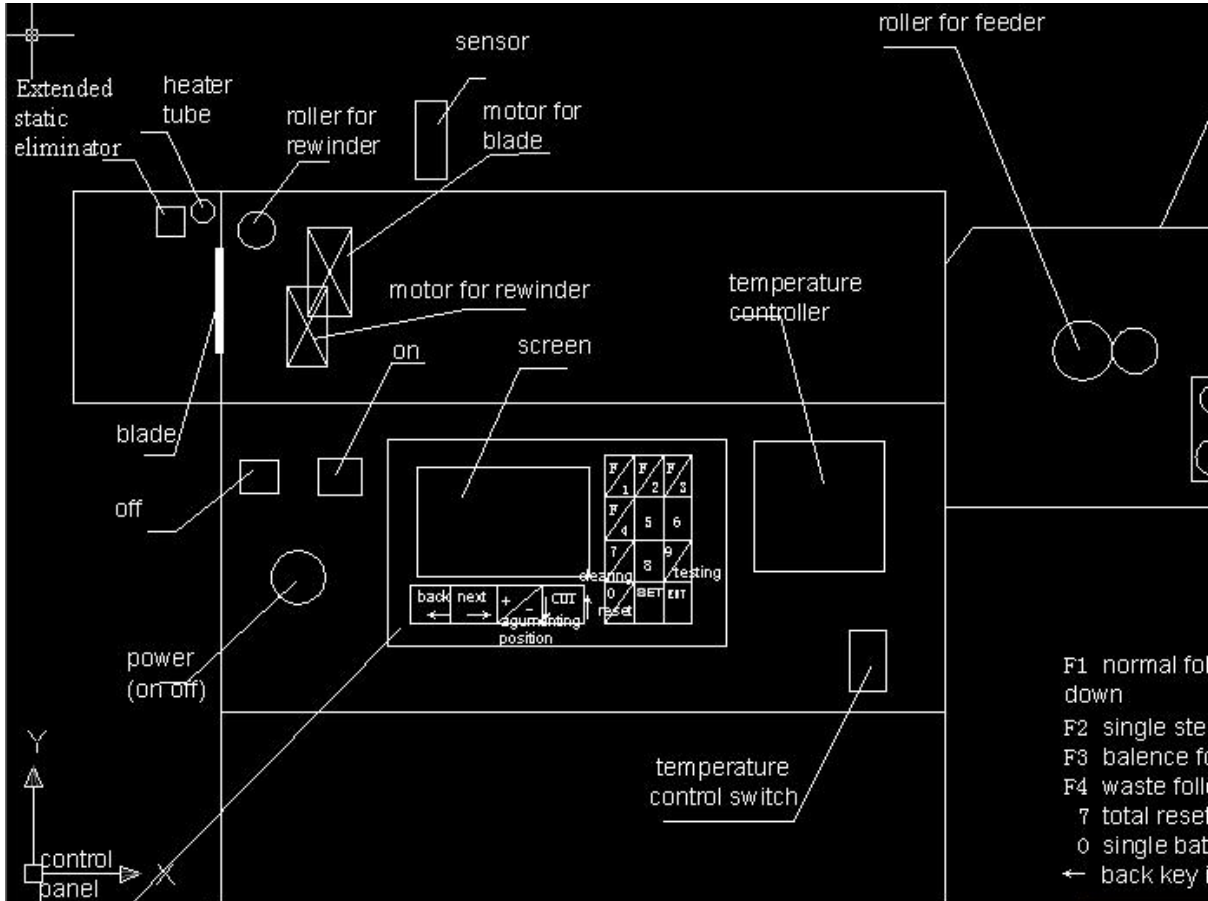 roller for feeder
sensor
Extended
static
eliminator
heater
tube
roller for
rewinder
motor for
blade
motor for rewinder
temperature
controller
on
screen
blade
off
F 1
F 2
F 3
F 4
5
6
7
8
9
clearing
testing
0
reset
SET
back
next
+
-
CUT
agumenting
position
power
(on off)
temperature
control switch
Y
X
control
panel
F1 normal fol
down
F2 single ste
F3 balence fo
F4 waste follo
7 total reset
0 single bat
← back key i